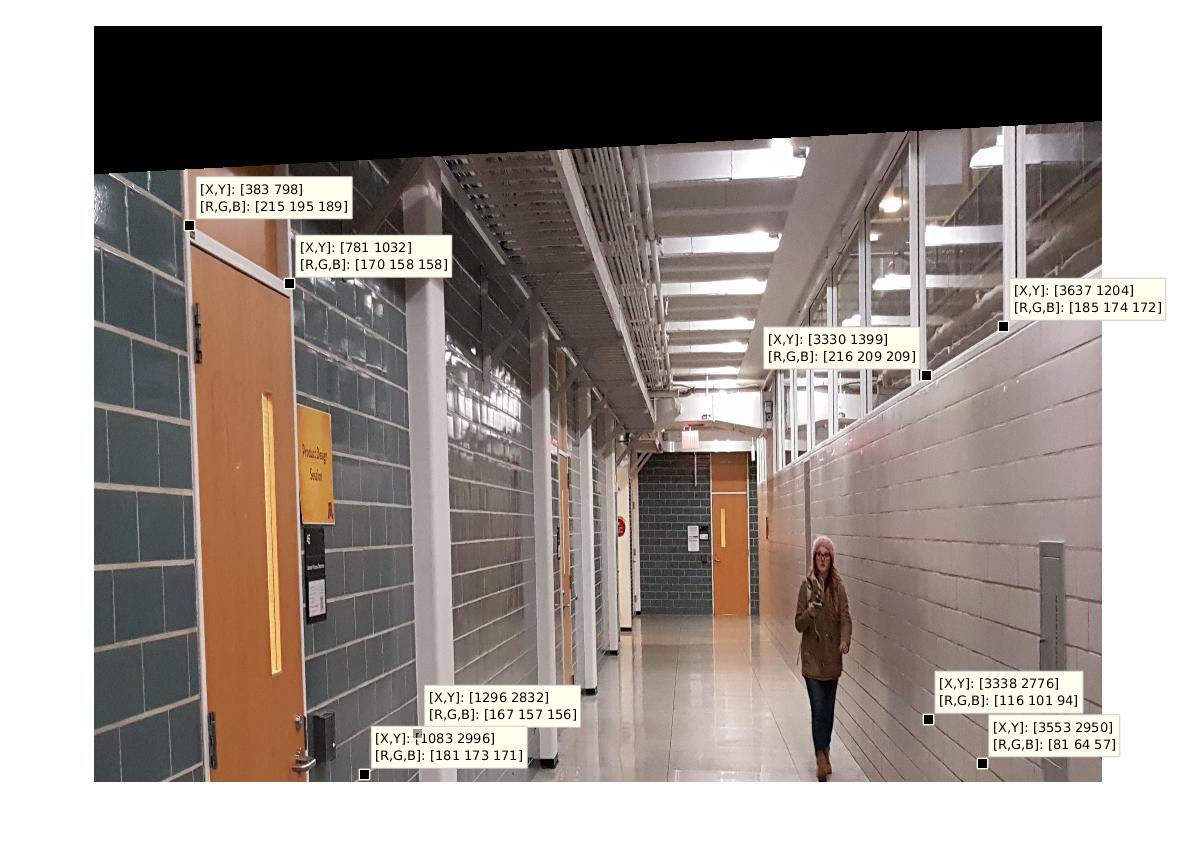 [X,Y]: [383 798]
[R,G,B]: [215 195 189]
[X,Y]: [781 1032]
[R,G,B]: [170 158 158]
[X,Y]: [3637 1204]
[R,G,B]: [185 174 172]
[X,Y]: [3330 1399]
[R,G,B]: [216 209 209]
Product Design
Session
[X,Y]: [3338 2776]
[R,G,B]: [116 101 94]
[X,Y]: [1296 2832]
[R,G,B]: [167 157 156]
[X,Y]: [3553 2950]
[R,G,B]: [81 64 57]
[X,Y]: [1083 2996]
[R,G,B]: [181 173 171]